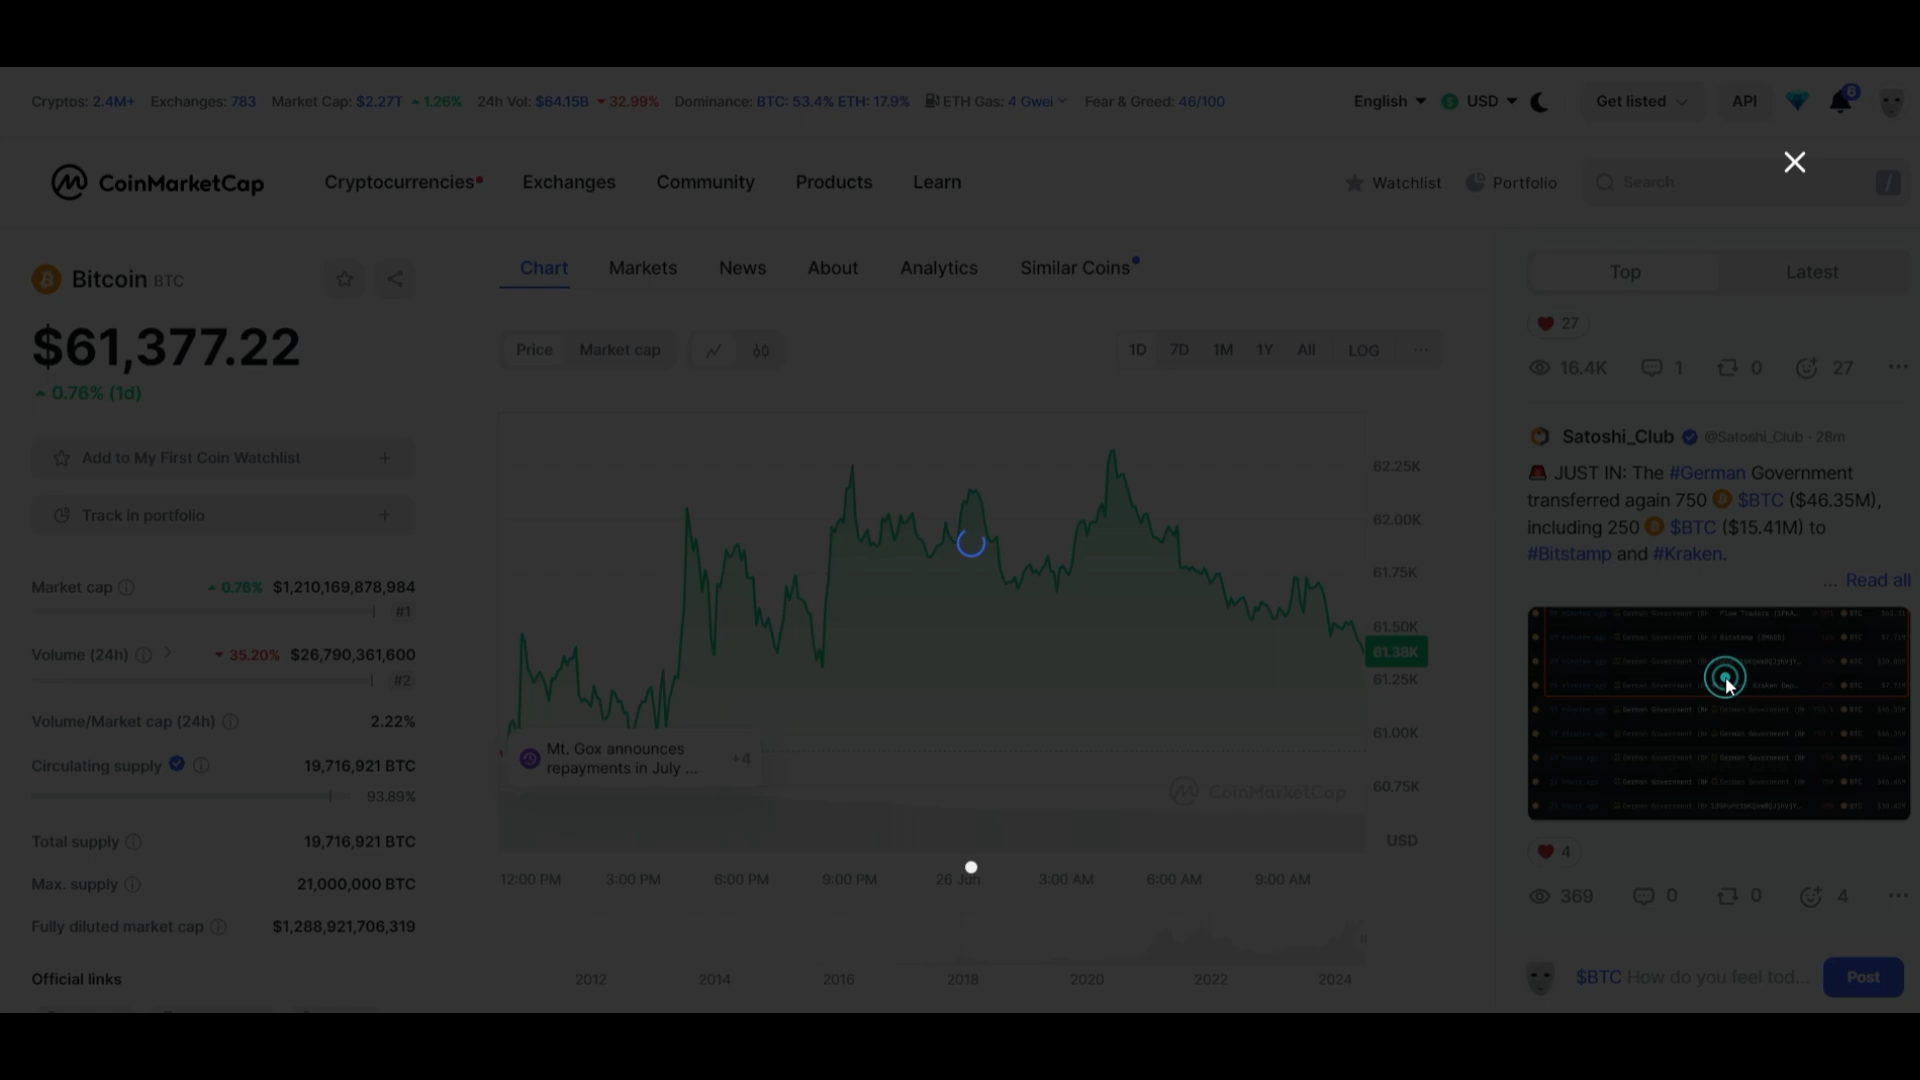 Cryptos: 2.4M+ Exchanges: 783 Market Cap: $2.27T 1.26% 24h Vol: $64.15B 32.99% Dominance: BTC: 53.4% ETH: 17.9% ETH Gas: 4 Gwei Fear & Greed: 46/100 English USD Get listed API 6
CoinMarketCap Cryptocurrencies Exchanges Community Products Learn Watchlist Portfolio Search /
Bitcoin BTC
$61,377.22
0.76% (1d)
Add to My First Coin Watchlist +
Track in portfolio +
Market cap 0.76% $1,210,169,878,984
#1
Volume (24h) 35.20% $26,790,361,600
#2
Volume/Market cap (24h) 2.22%
Circulating supply 19,716,921 BTC
93.89%
Total supply 19,716,921 BTC
Max. supply 21,000,000 BTC
Fully diluted market cap $1,288,921,706,319
Official links
Chart Markets News About Analytics Similar Coins
Price Market cap 1D 7D 1M 1Y All LOG ...
62.25K
62.00K
61.75K
61.50K
61.38K
61.25K
61.00K
60.75K
USD
Mt. Gox announces
repayments in July ... +4
CoinMarketCap
12:00 PM 3:00 PM 6:00 PM 9:00 PM 26 Jun 3:00 AM 6:00 AM 9:00 AM
2012 2014 2016 2018 2020 2022 2024
Top Latest
27
16.4K 1 0 27 ...
Satoshi_Club @Satoshi_Club · 28m
JUST IN: The #German Government
transferred again 750 $BTC ($46.35M),
including 250 $BTC ($15.41M) to
#Bitstamp and #Kraken.
... Read all
4
369 0 0 4 ...
$BTC How do you feel tod... Post